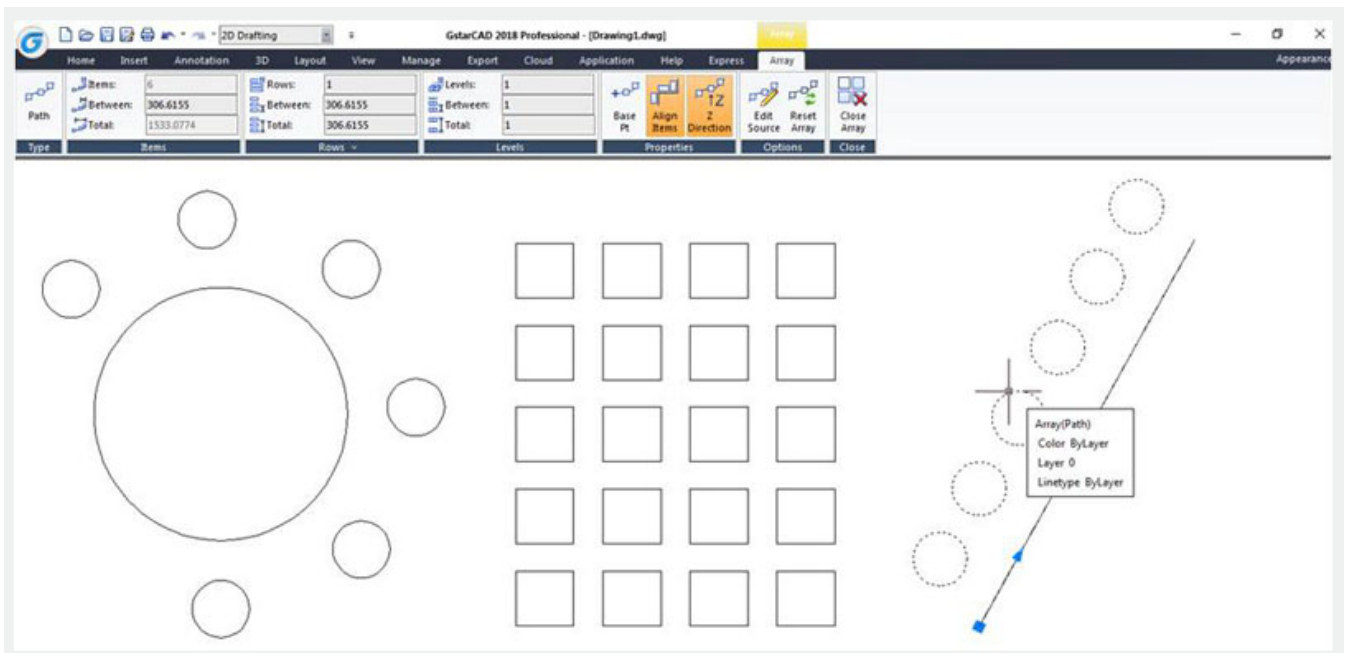 2D Drafting
GstarCAD 2018 Professional - [Drawing1.dwg]
Array
Home Insert Annotation 3D Layout View Manage Export Cloud Application Help Express Array Appearance
Items: 6 Rows: 1 Levels: 1
Between: 306.6155 Between: 306.6155 Between: 1
Total: 1533.0774 Total: 306.6155 Total: 1
Path
Base Pt
Align Items
Z Direction
Edit Source
Reset Array
Close Array
Type Items Rows Levels Properties Options Close
Array(Path)
Color ByLayer
Layer 0
Linetype ByLayer